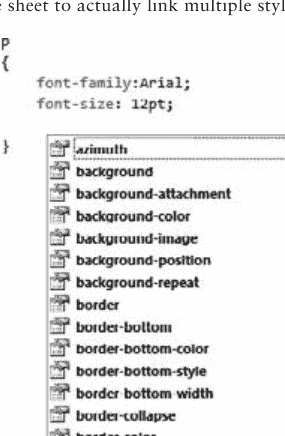 sheet to actually link multiple
P
{
font-family:Arial;
font-size: 12pt;
}
azimuth
background
background-attachment
background-color
background-image
background-position
background-repeat
border
border-bottom
border-bottom-color
border-bottom-style
border-bottom-width
border-collapse